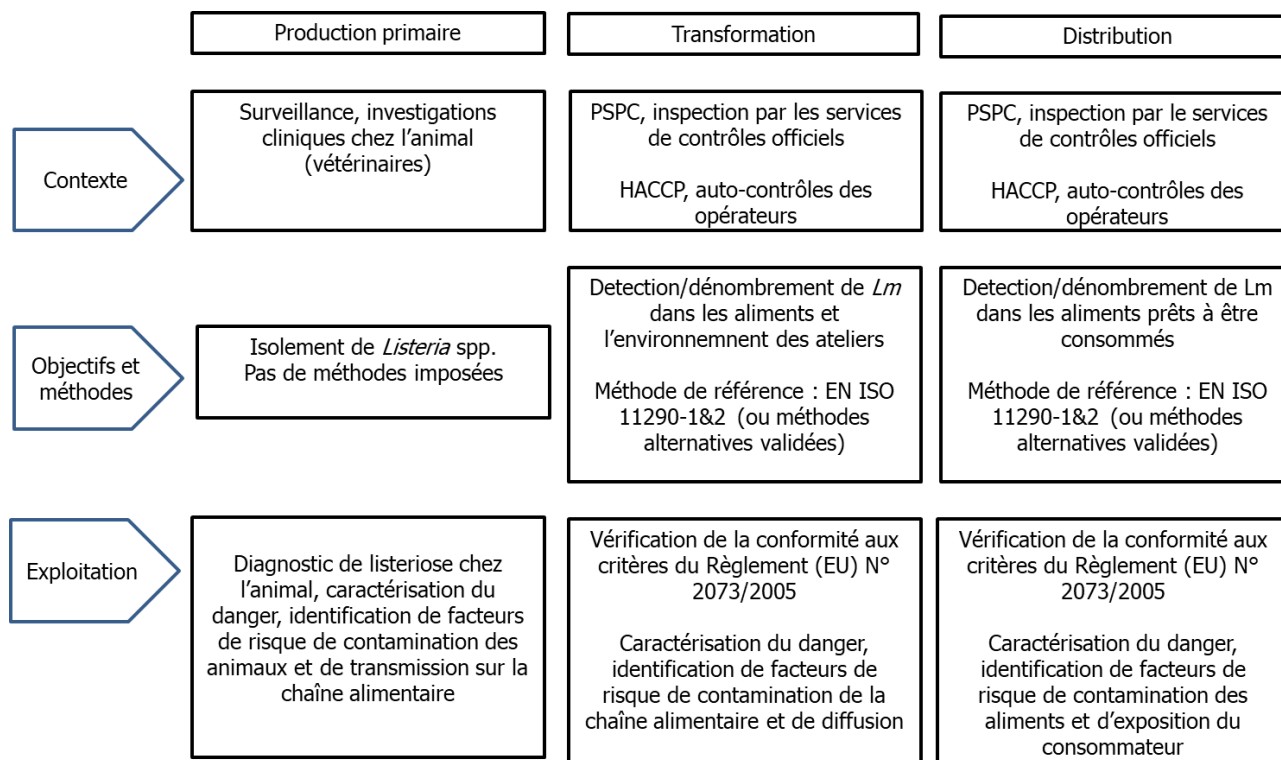 Production primaire
Transformation
Distribution
Contexte
Surveillance, investigations
cliniques chez l'animal
(vétérinaires)
PSPC, inspection par les services
de contrôles officiels
HACCP, auto-contrôles des
opérateurs
PSPC, inspection par le services
de contrôles officiels
HACCP, auto-contrôles des
opérateurs
Objectifs et
méthodes
Isolement de Listeria spp.
Pas de méthodes imposées
Detection/dénombrement de Lm
dans les aliments et
l'environnemnent des ateliers
Méthode de référence : EN ISO
11290-1&2 (ou méthodes
alternatives validées)
Detection/dénombrement de Lm
dans les aliments prêts à être
consommés
Méthode de référence : EN ISO
11290-1&2 (ou méthodes
alternatives validées)
Exploitation
Diagnostic de listeriose chez
l'animal, caractérisation du
danger, identification de facteurs
de risque de contamination des
animaux et de transmission sur la
chaîne alimentaire
Vérification de la conformité aux
critères du Règlement (EU) N°
2073/2005
Caractérisation du danger,
identification de facteurs de
risque de contamination de la
chaîne alimentaire et de diffusion
Vérification de la conformité aux
critères du Règlement (EU) N°
2073/2005
Caractérisation du danger,
identification de facteurs de
risque de contamination des
aliments et d'exposition du
consommateur